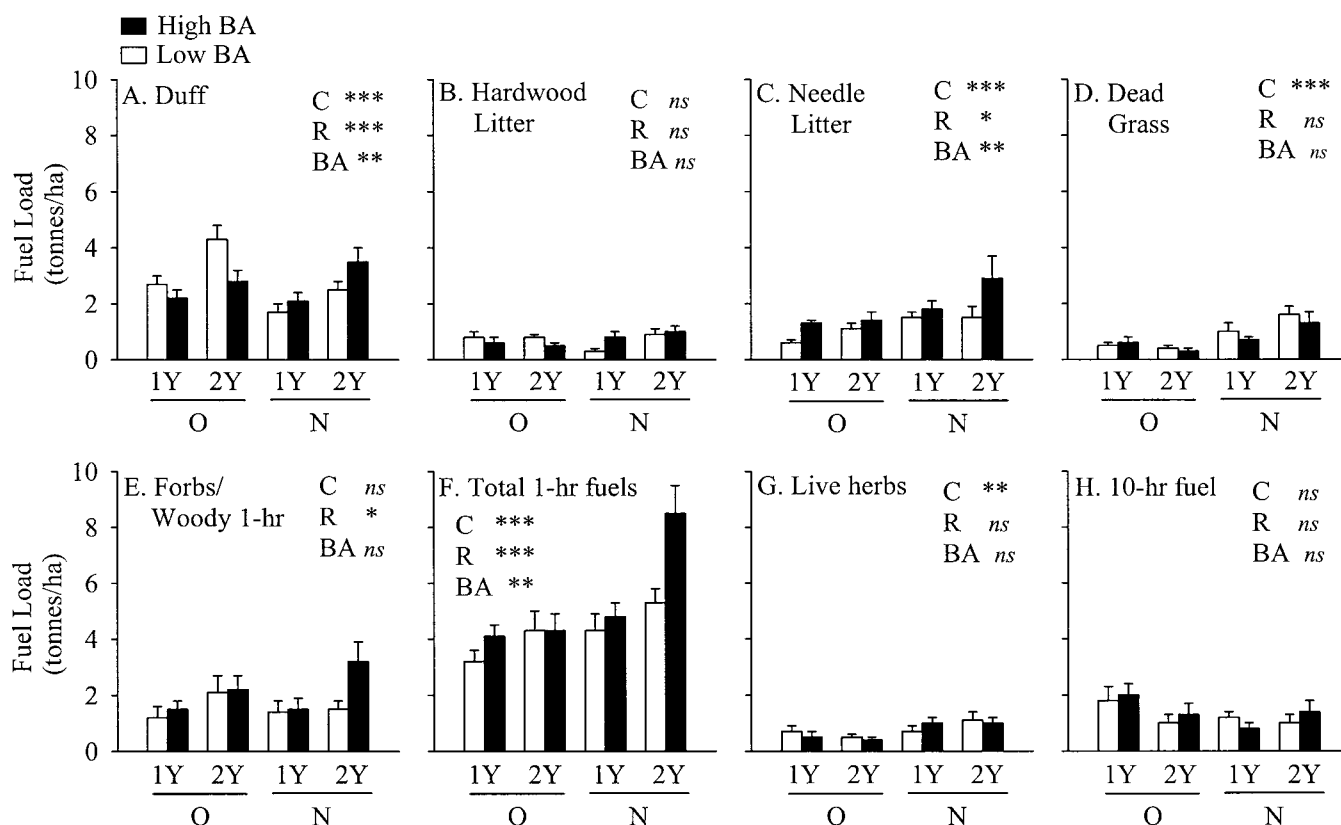 High BA
Low BA
Fuel Load
(tonnes/ha)
10
8
6
4
2
0
A. Duff
C ***
R ***
BA **
1Y 2Y 1Y 2Y
O N
B. Hardwood
Litter
C ns
R ns
BA ns
1Y 2Y 1Y 2Y
O N
C. Needle
Litter
C ***
R *
BA **
1Y 2Y 1Y 2Y
O N
D. Dead
Grass
C ***
R ns
BA ns
1Y 2Y 1Y 2Y
O N
Fuel Load
(tonnes/ha)
10
8
6
4
2
0
E. Forbs/
Woody 1-hr
C ns
R *
BA ns
1Y 2Y 1Y 2Y
O N
F. Total 1-hr fuels
C ***
R ***
BA **
1Y 2Y 1Y 2Y
O N
G. Live herbs
C **
R ns
BA ns
1Y 2Y 1Y 2Y
O N
H. 10-hr fuel
C ns
R ns
BA ns
1Y 2Y 1Y 2Y
O N